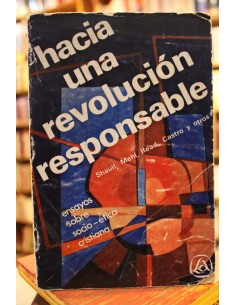 hacia
una
revolución
responsable
Shaull, Mehl, Read, Castro y otros
ensayos
sobre
socio-ética
cristiana